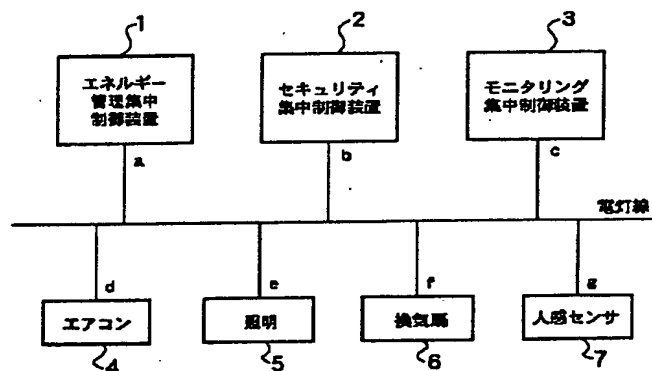 1
2
3
エネルギー
管理集中
制御装置
セキュリティ
集中制御装置
モニタリング
集中制御装置
a
b
c
電灯線
d
e
f
g
エアコン
照明
換気扇
人感センサ
4
5
6
7